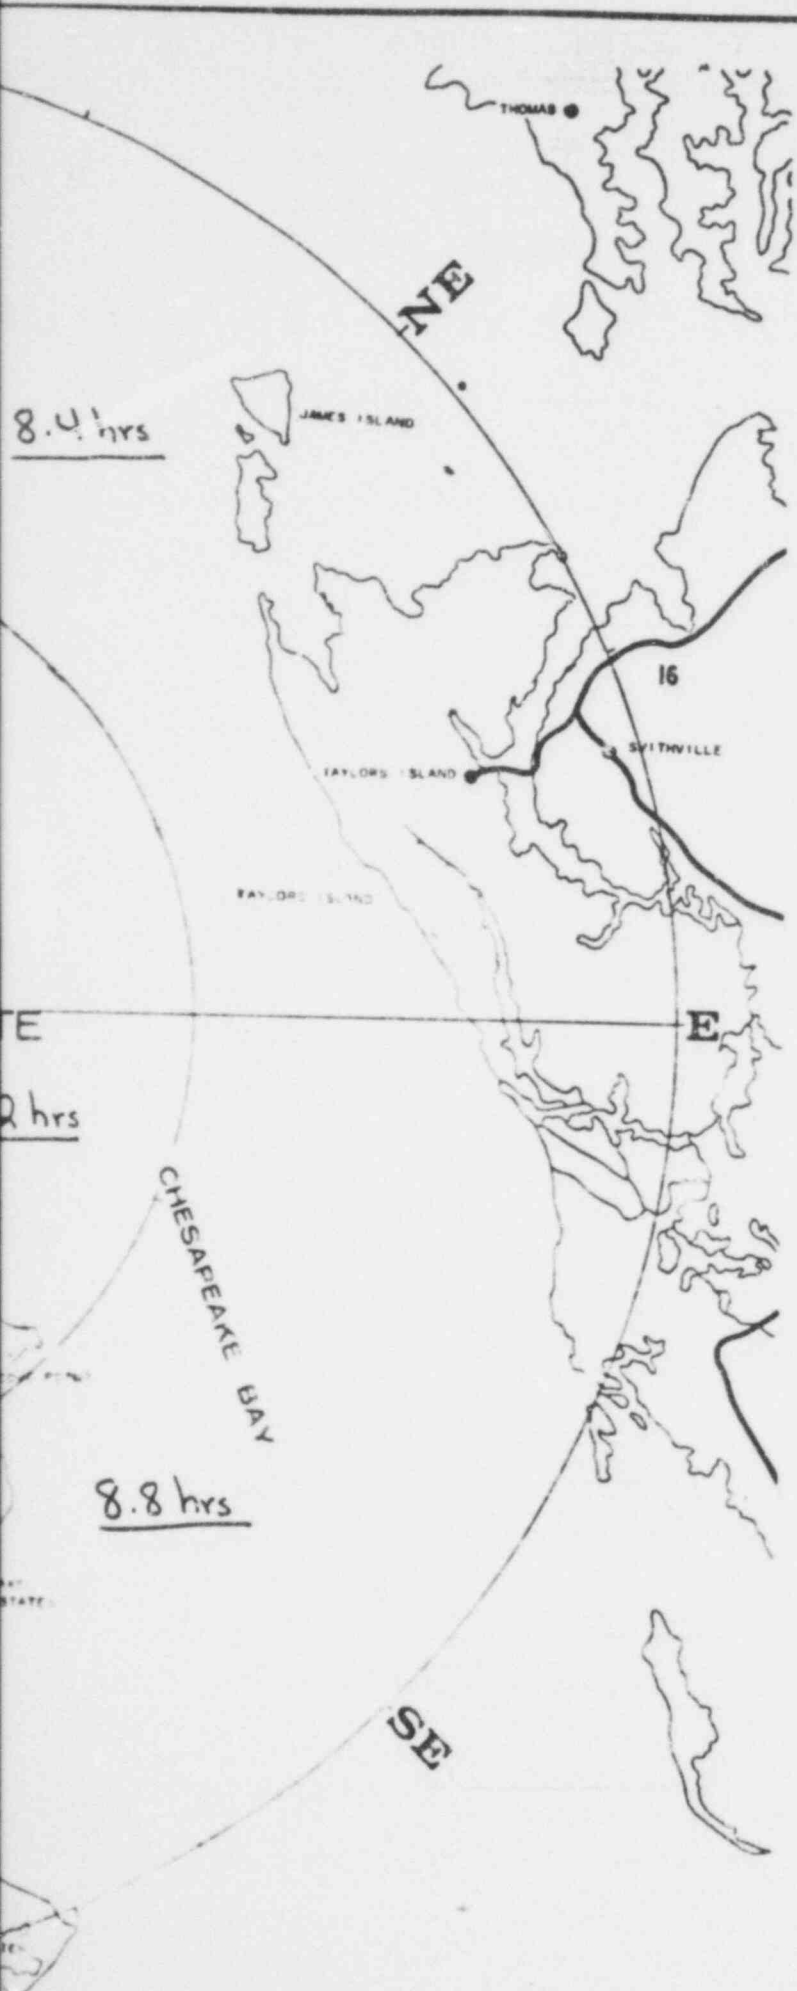 THOMAS
NE
JAMES ISLAND
8.4 hrs
16
SMITHVILLE
TAYLORS ISLAND
TAYLORS ISLAND
TE
E
2 hrs
CHESAPEAKE BAY
8.8 hrs
STATE
SE